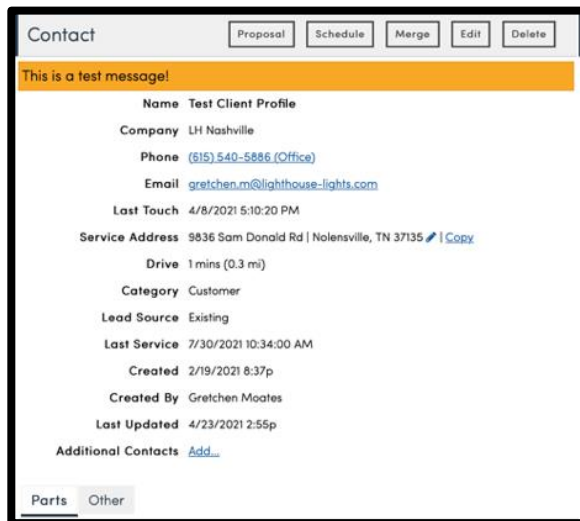 Contact Proposal Schedule Merge Edit Delete
This is a test message!
Name Test Client Profile
Company LH Nashville
Phone (615) 540-5886 (Office)
Email gretchen.m@lighthouse-lights.com
Last Touch 4/8/2021 5:10:20 PM
Service Address 9836 Sam Donald Rd | Nolensville, TN 37135 | Copy
Drive 1 mins (0.3 mi)
Category Customer
Lead Source Existing
Last Service 7/30/2021 10:34:00 AM
Created 2/19/2021 8:37p
Created By Gretchen Moates
Last Updated 4/23/2021 2:55p
Additional Contacts Add...
Parts Other